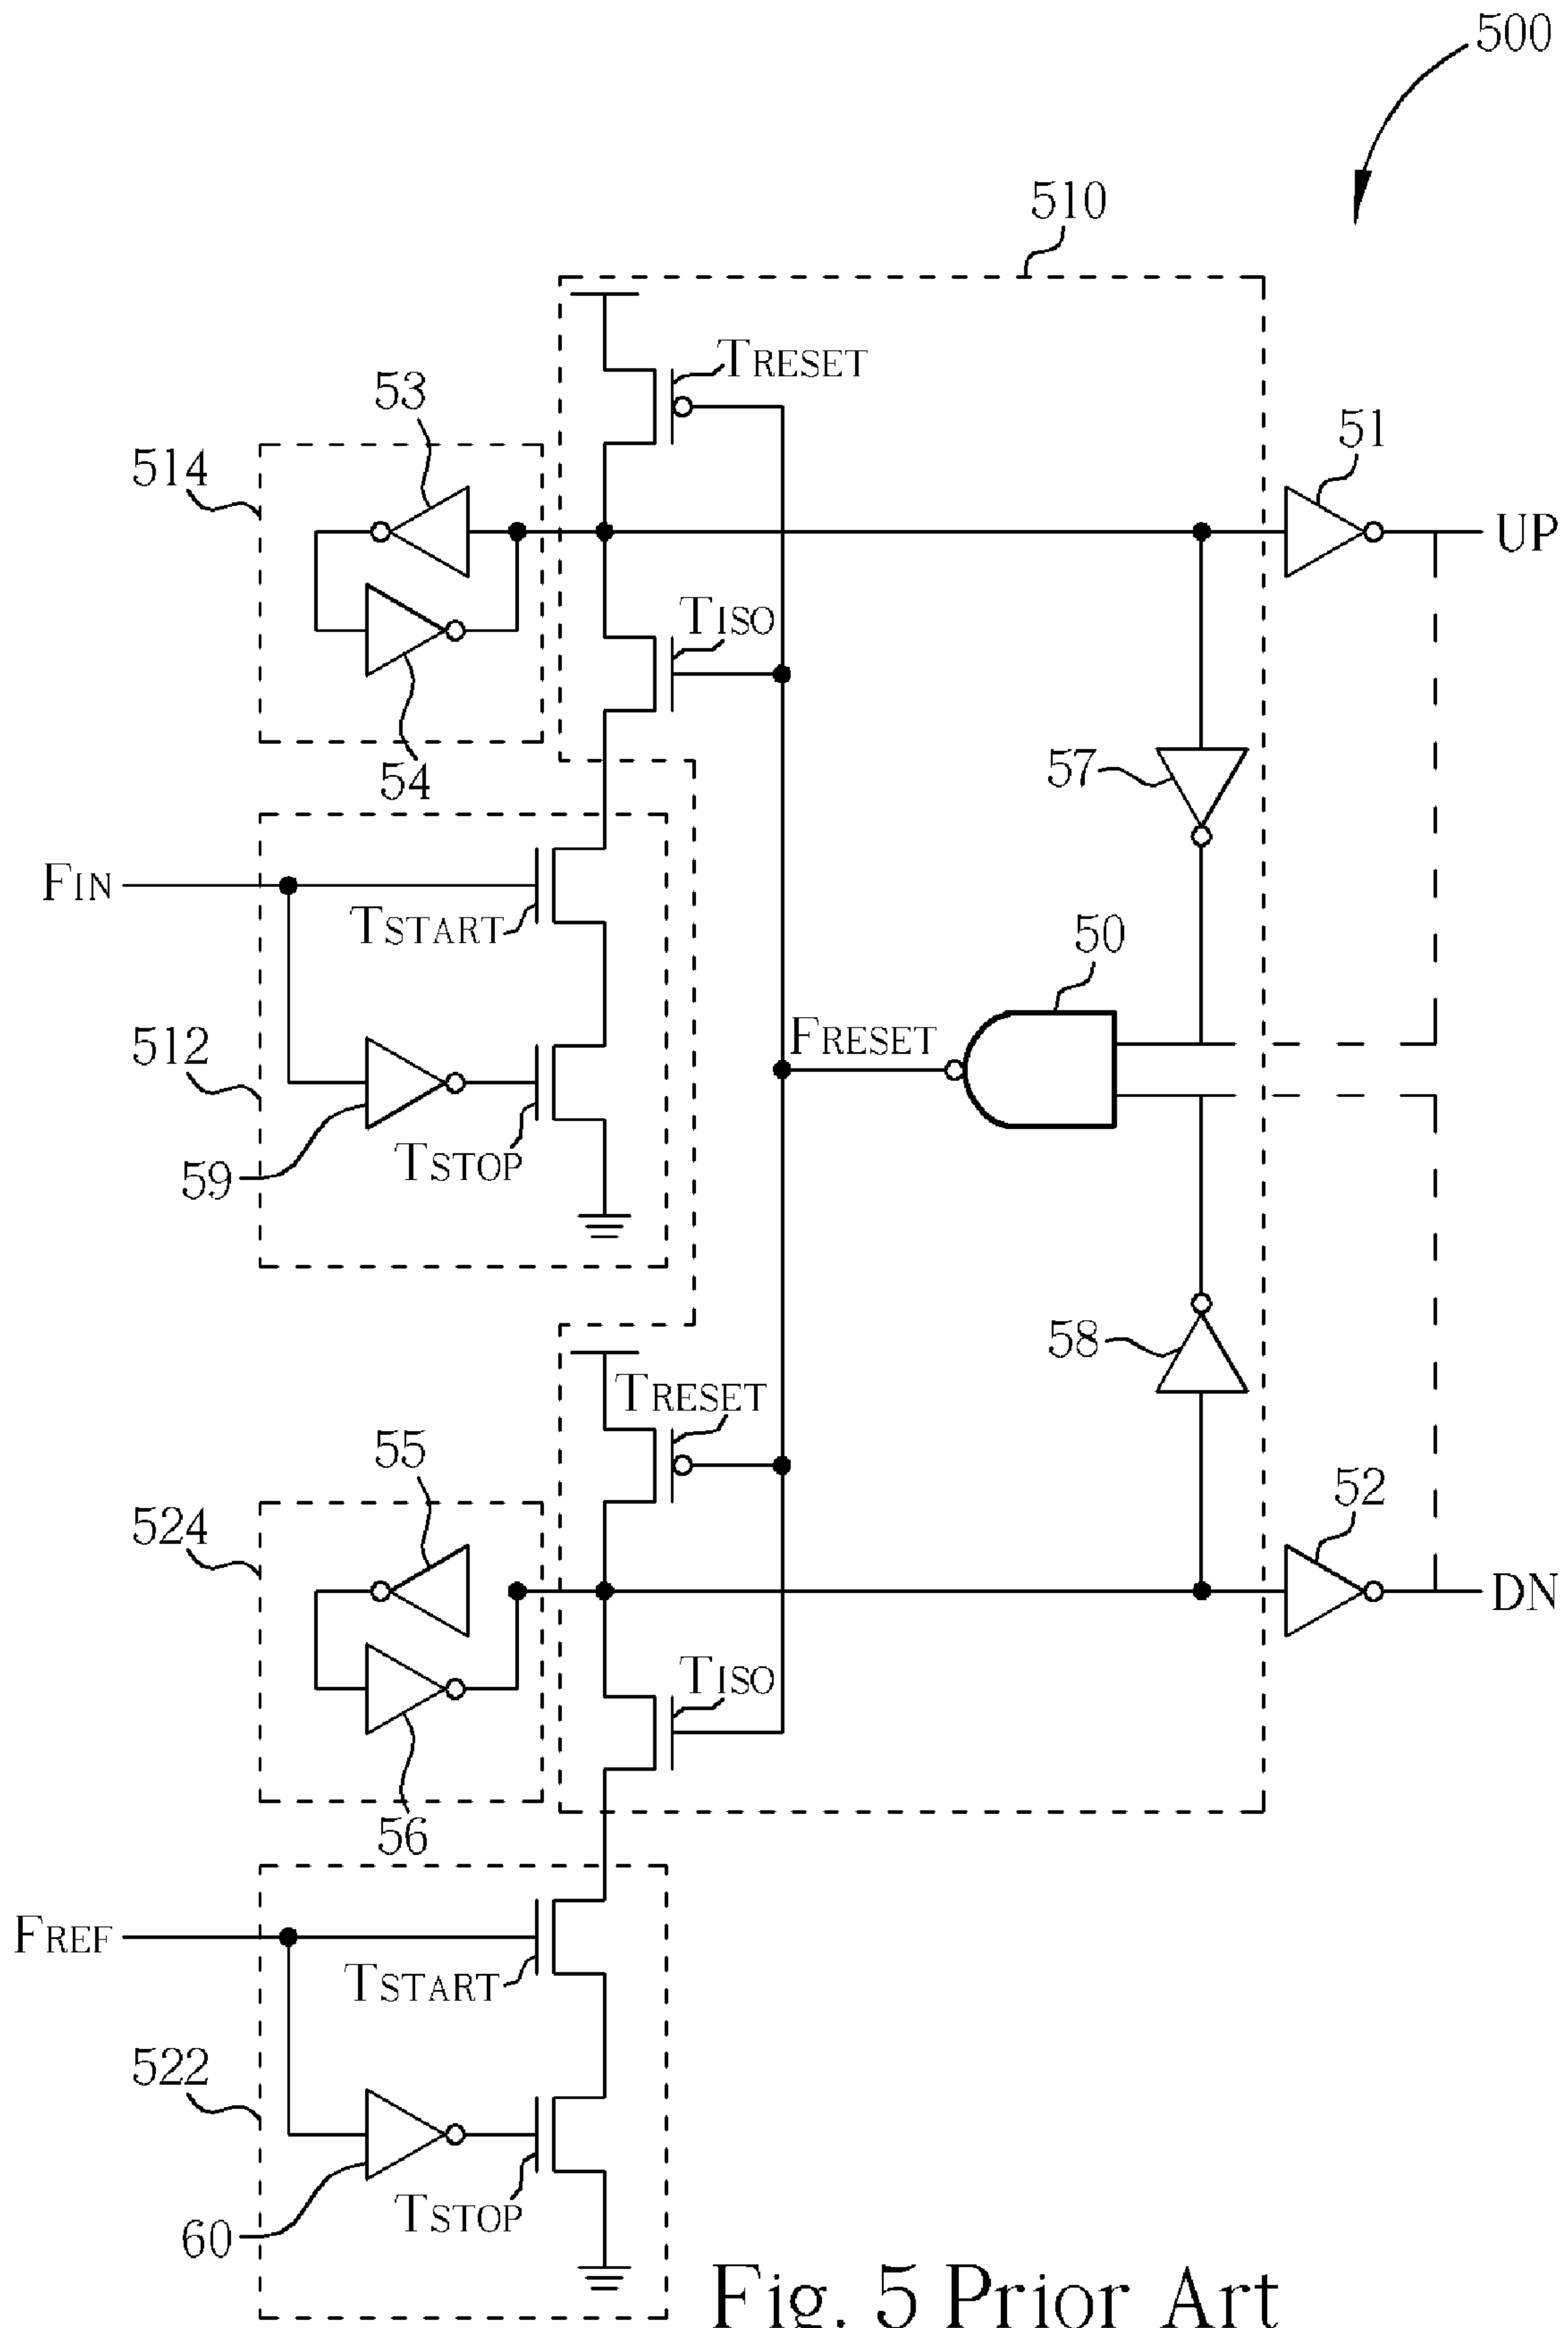 500
510
TRESET
53
51
514
UP
TISO
57
54
FIN
TSTART
50
512
FRESET
59
TSTOP
58
TRESET
55
52
524
DN
TISO
56
FREF
TSTART
522
TSTOP
60
Fig. 5 Prior Art